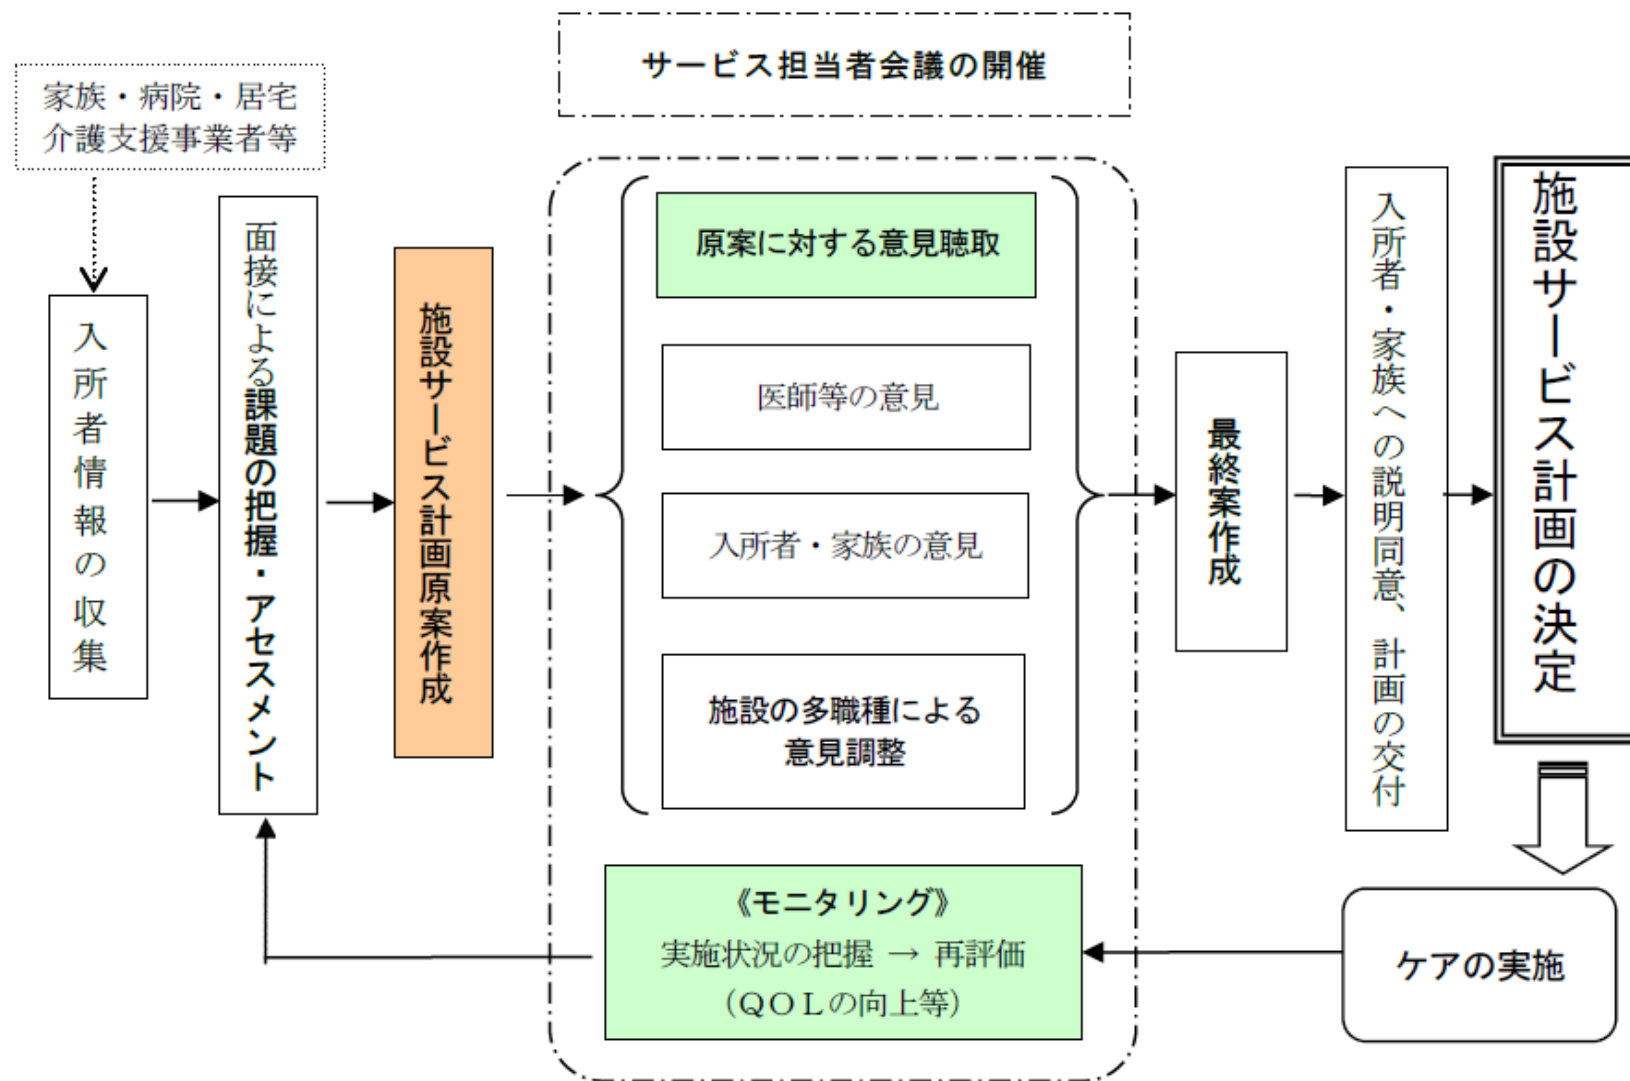 サービス担当者会議の開催
家族・病院・居宅
介護支援事業者等
入所者情報の収集
面接による課題の把握・アセスメント
施設サービス計画原案作成
原案に対する意見聴取
医師等の意見
入所者・家族の意見
施設の多職種による
意見調整
最終案作成
入所者・家族への説明同意、計画の交付
施設サービス計画の決定
ケアの実施
《モニタリング》
実施状況の把握 → 再評価
（ＱＯＬの向上等）